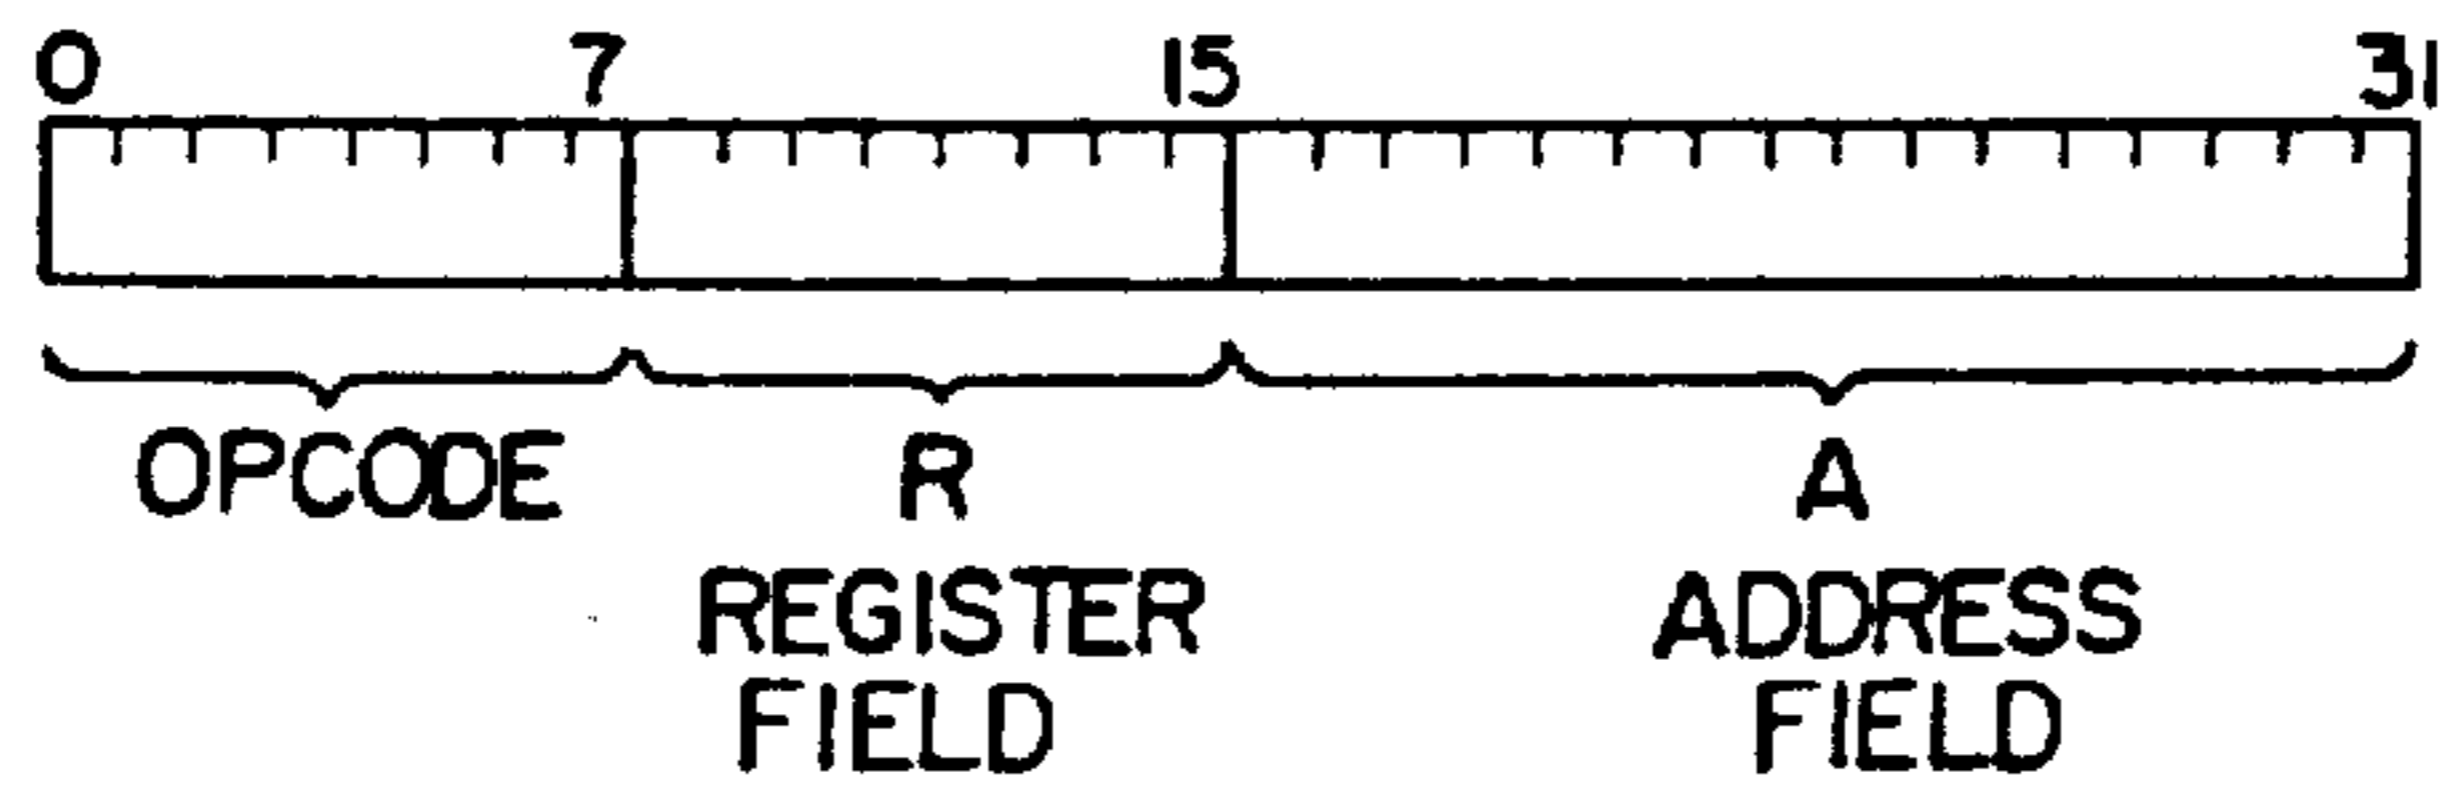 0 7 15 31
OPCODE R A
REGISTER ADDRESS
FIELD FIELD